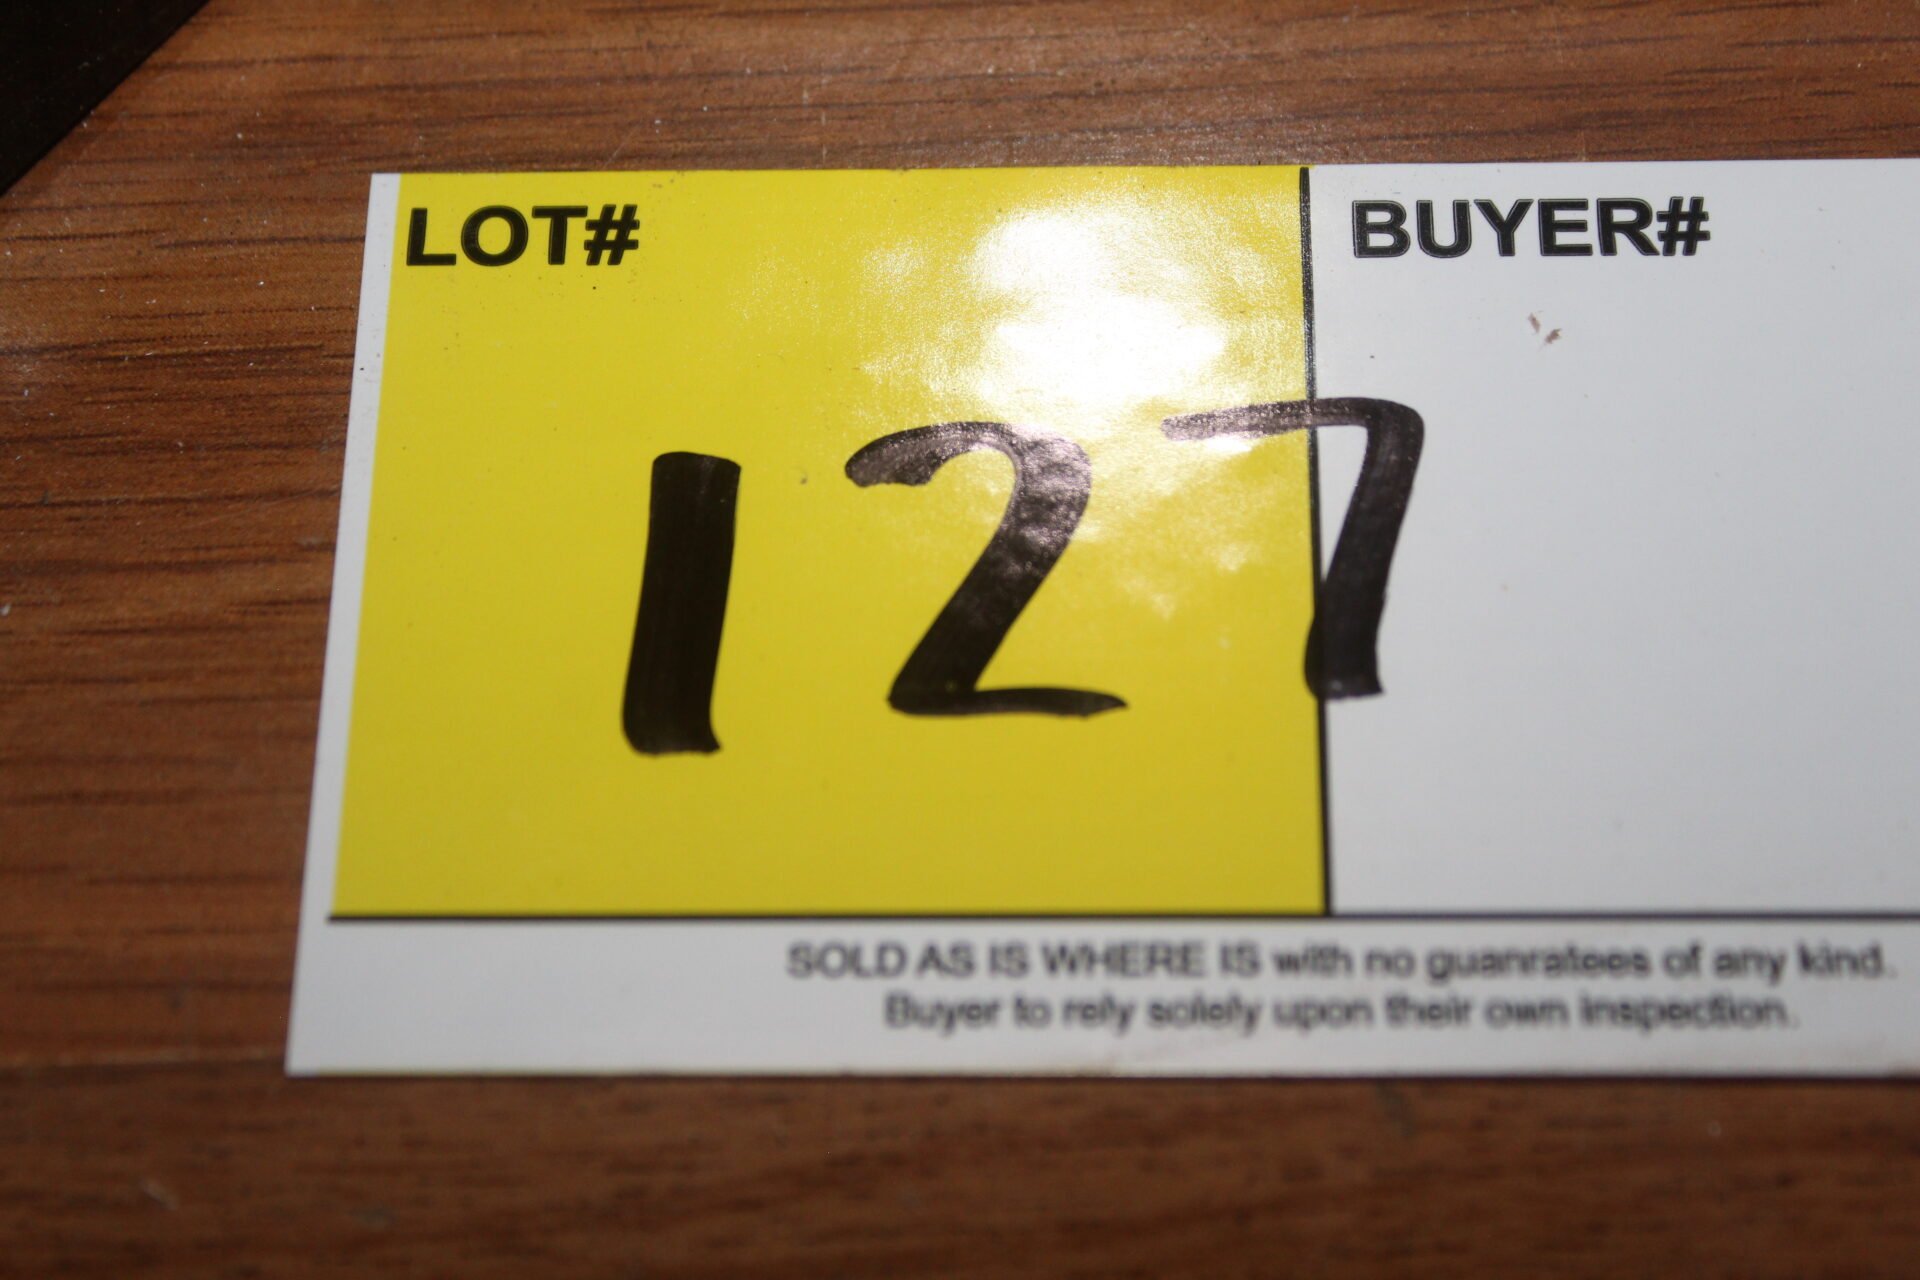 LOT# BUYER#
127
SOLD AS IS WHERE IS with no guanratees of any kind.
Buyer to rely solely upon their own inspection.